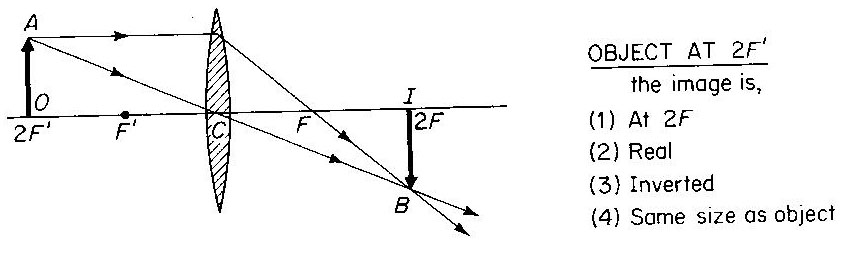 A
O
2F'
F'
C
F
I
2F
B
OBJECT AT 2F'
the image is,
(1) At 2F
(2) Real
(3) Inverted
(4) Same size as object